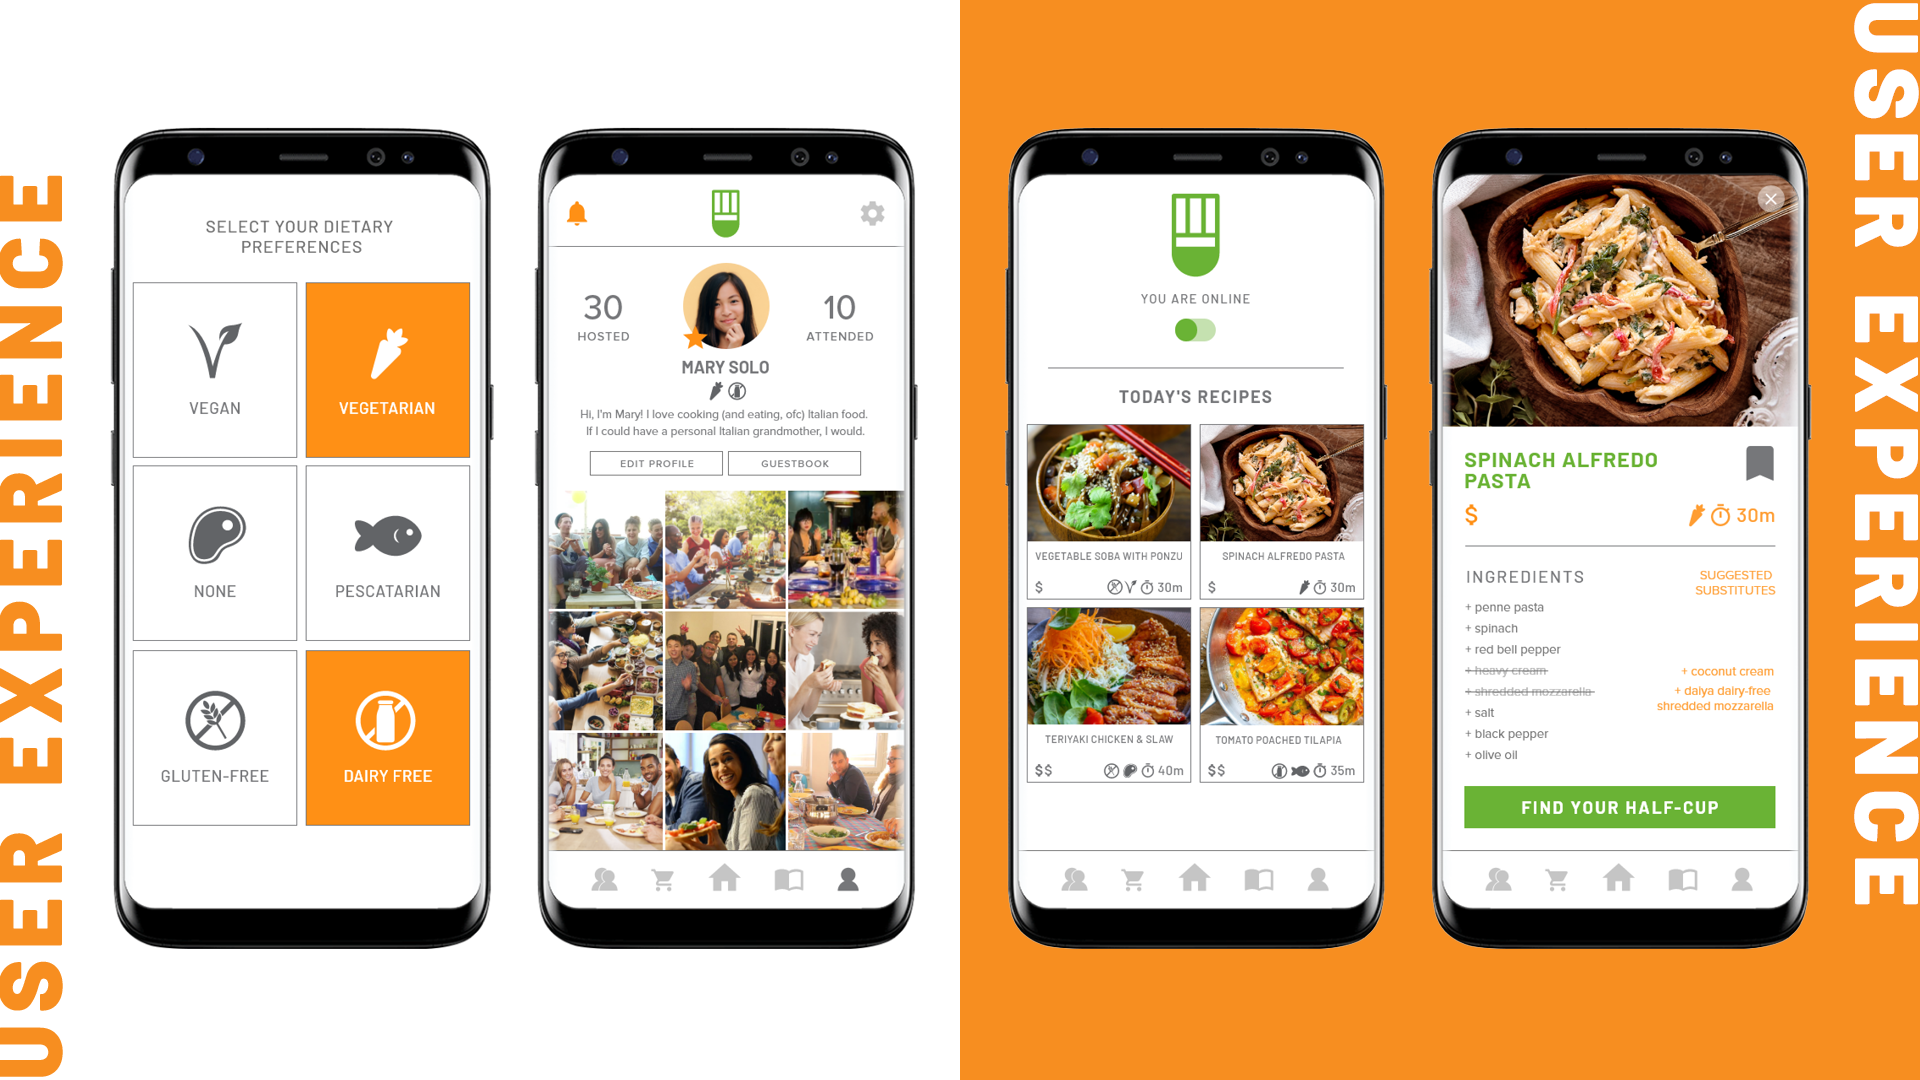 USER EXPERIENCE
SELECT YOUR DIETARY
PREFERENCES
VEGAN
VEGETARIAN
NONE
PESCATARIAN
GLUTEN-FREE
DAIRY FREE
30
HOSTED
10
ATTENDED
MARY SOLO
Hi, I'm Mary! I love cooking (and eating, ofc) Italian food.
If I could have a personal Italian grandmother, I would.
EDIT PROFILE
GUESTBOOK
YOU ARE ONLINE
TODAY'S RECIPES
VEGETABLE SOBA WITH PONZU
$ 30m
SPINACH ALFREDO PASTA
$ 30m
TERIYAKI CHICKEN & SLAW
$$ 40m
TOMATO POACHED TILAPIA
$$ 35m
SPINACH ALFREDO
PASTA
$ 30m
INGREDIENTS
+ penne pasta
+ spinach
+ red bell pepper
+ heavy cream
+ shredded mozzarella
+ salt
+ black pepper
+ olive oil
SUGGESTED
SUBSTITUTES
+ coconut cream
+ daiya dairy-free
shredded mozzarella
FIND YOUR HALF-CUP
USER EXPERIENCE